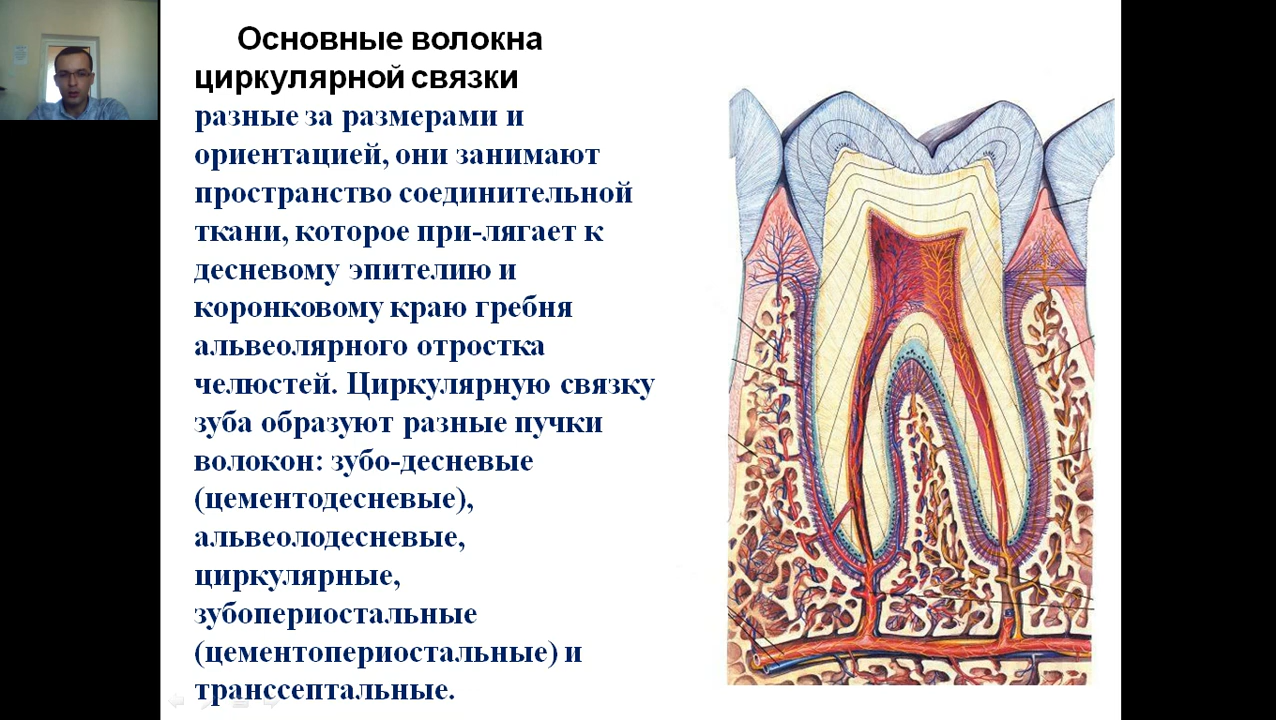 Основные волокна
циркулярной связки
разные за размерами и
ориентацией, они занимают
пространство соединительной
ткани, которое при-лягает к
десневому эпителию и
коронковому краю гребня
альвеолярного отростка
челюстей. Циркулярную связку
зуба образуют разные пучки
волокон: зубо-десневые
(цементодесневые),
альвеолодесневые,
циркулярные,
зубопериостальные
(цементопериостальные) и
транссептальные.